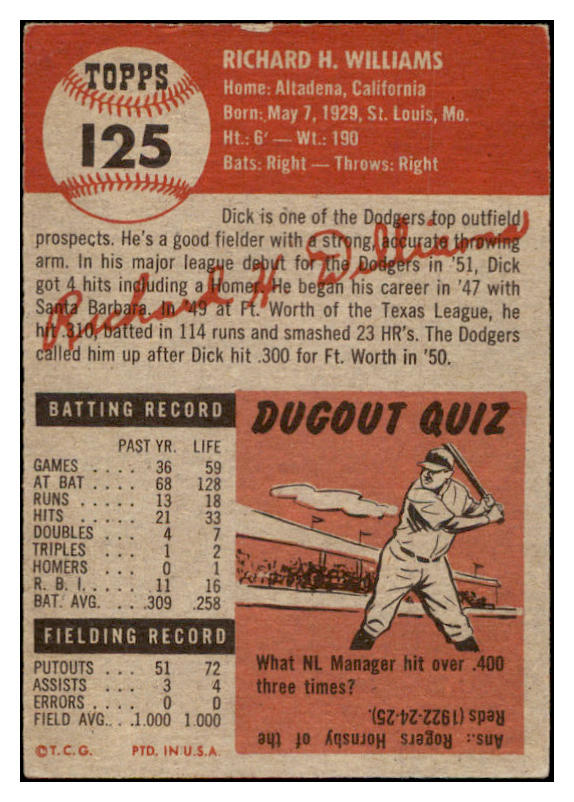 TOPPS
125
RICHARD H. WILLIAMS
Home: Altadena, California
Born: May 7, 1929, St. Louis, Mo.
Ht.: 6' — Wt.: 190
Bats: Right — Throws: Right
Dick is one of the Dodgers top outfield
prospects. He's a good fielder with a strong, accurate throwing
arm. In his major league debut for the Dodgers in '51, Dick
got 4 hits including a Homer. He began his career in '47 with
Santa Barbara. In '49 at Ft. Worth of the Texas League, he
hit .310, batted in 114 runs and smashed 23 HR's. The Dodgers
called him up after Dick hit .300 for Ft. Worth in '50.
Richard H Williams
BATTING RECORD
PAST YR. LIFE
GAMES .... 36 59
AT BAT .... 68 128
RUNS ..... 13 18
HITS ..... 21 33
DOUBLES .... 4 7
TRIPLES .... 1 2
HOMERS .... 0 1
R. B. I. .... 11 16
BAT. AVG. ... .309 .258
FIELDING RECORD
PUTOUTS ... 51 72
ASSISTS .... 3 4
ERRORS .... 0 0
FIELD AVG... .1.000 1.000
©T.C.G. PTD. IN U.S.A.
DUGOUT QUIZ
What NL Manager hit over .400
three times?
Ans.: Rogers Hornsby of the
Reds (1922-24-25).